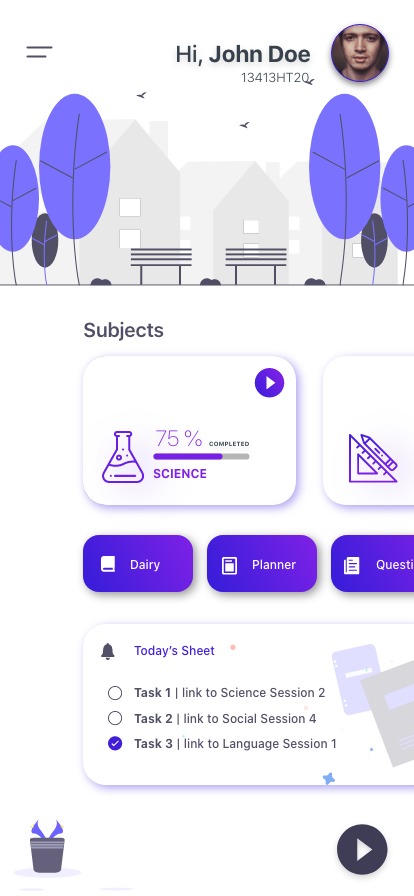 Hi, John Doe
13413HT20
Subjects
75 % COMPLETED
SCIENCE
Dairy
Planner
Questi
Today's Sheet
Task 1 | link to Science Session 2
Task 2 | link to Social Session 4
Task 3 | link to Language Session 1